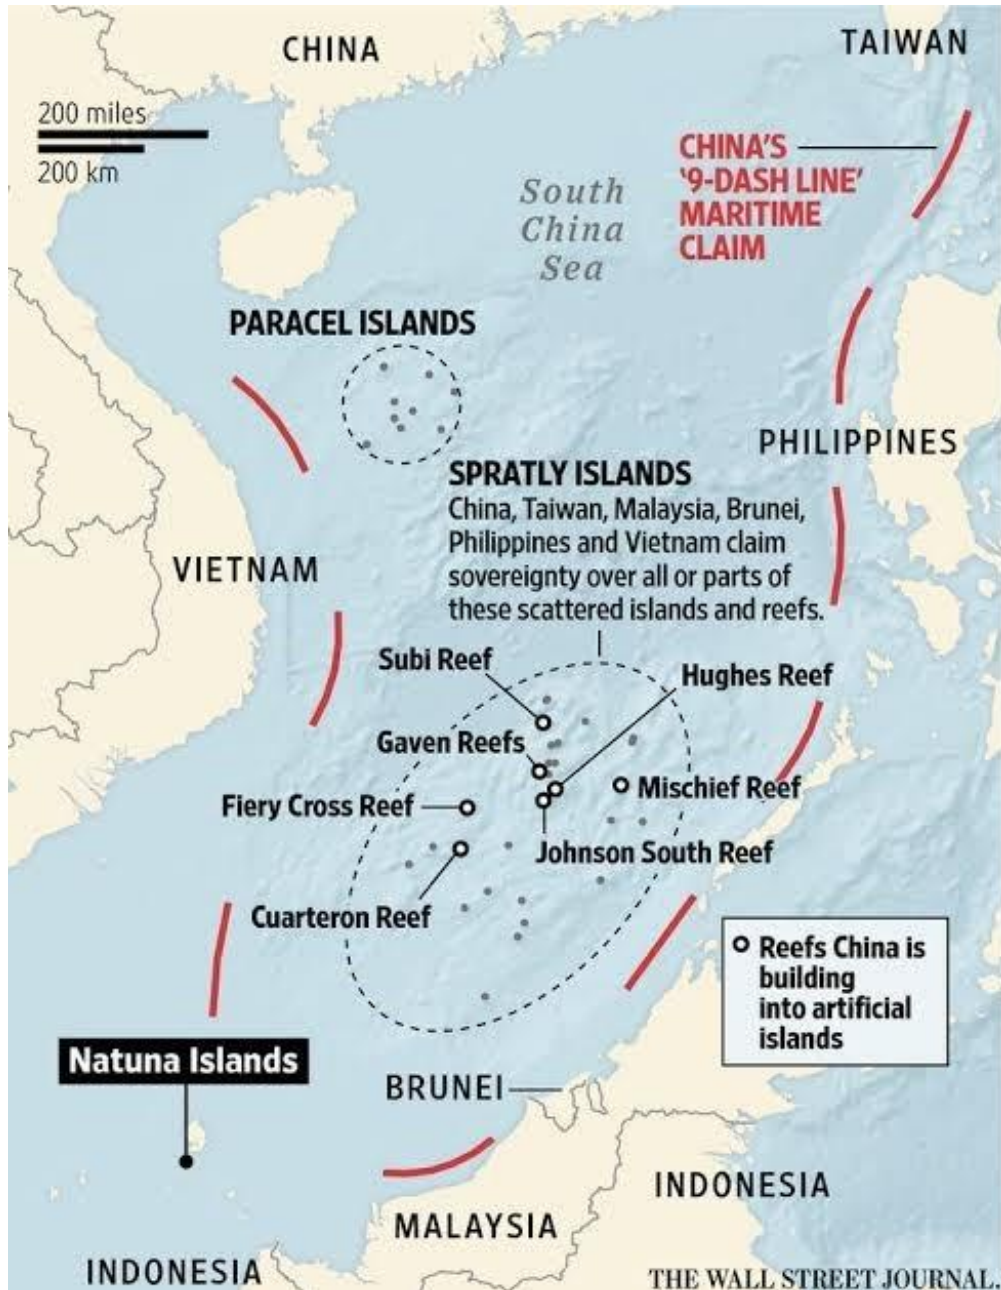 CHINA
TAIWAN
200 miles
200 km
CHINA'S
'9-DASH LINE'
MARITIME
CLAIM
South
China
Sea
PARACEL ISLANDS
PHILIPPINES
SPRATLY ISLANDS
China, Taiwan, Malaysia, Brunei,
Philippines and Vietnam claim
sovereignty over all or parts of
these scattered islands and reefs.
VIETNAM
Subi Reef
Hughes Reef
Gaven Reefs
Mischief Reef
Fiery Cross Reef
Johnson South Reef
Cuarteron Reef
Reefs China is
building
into artificial
islands
Natuna Islands
BRUNEI
INDONESIA
MALAYSIA
INDONESIA
THE WALL STREET JOURNAL.